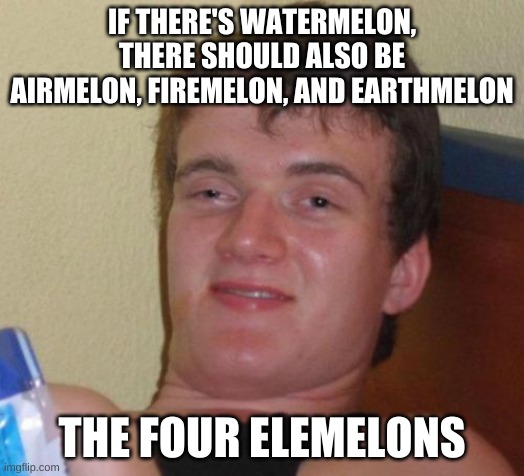 IF THERE'S WATERMELON,
THERE SHOULD ALSO BE
AIRMELON, FIREMELON, AND EARTHMELON
THE FOUR ELEMELONS
imgflip.com